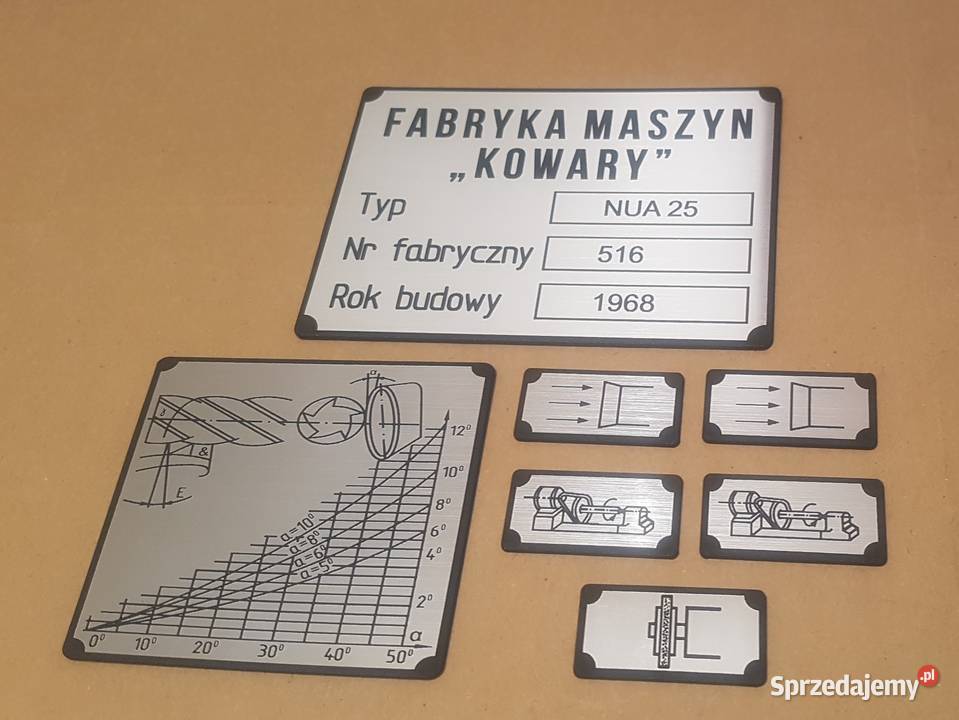 FABRYKA MASZYN
„KOWARY”
Typ NUA 25
Nr fabryczny 516
Rok budowy 1968
α
&
E
12°
10°
8°
6°
4°
2°
a=10°
a=8°
a=6°
a=5°
a
0° 10° 20° 30° 40° 50°
Sprzedajemy.pl